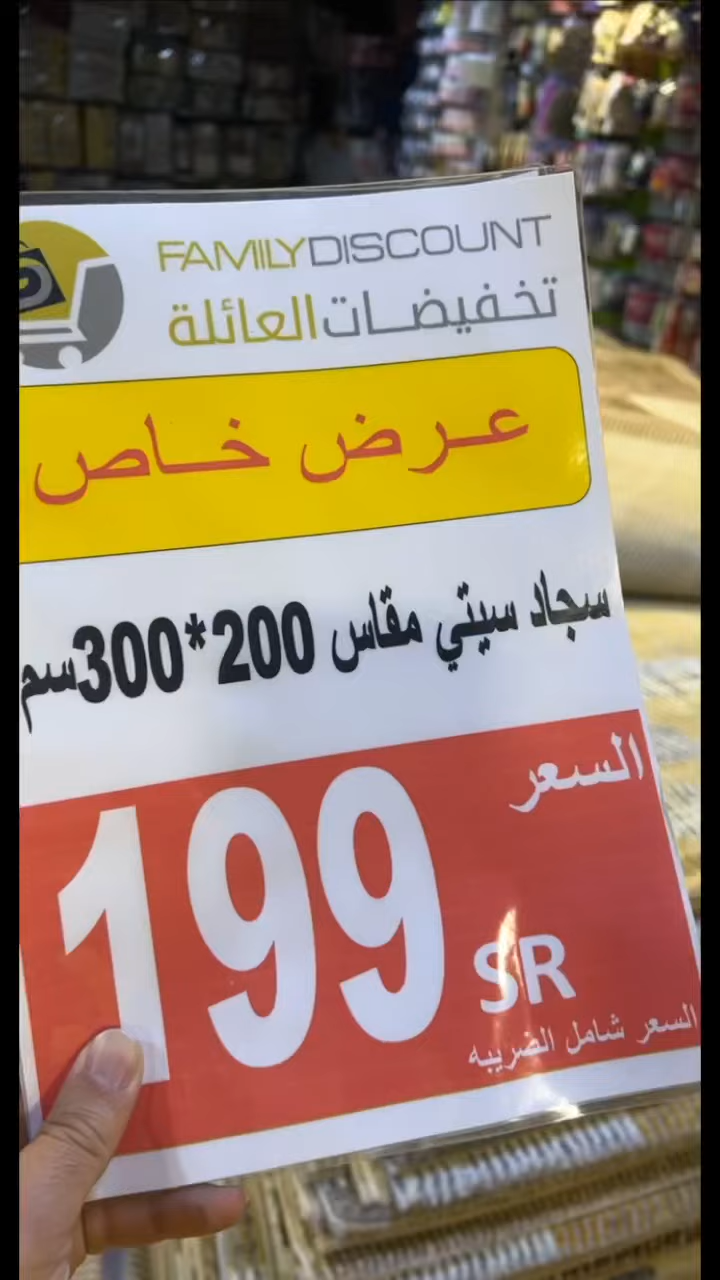 FAMILYDISCOUNT
تخفيضات العائلة
عرض خاص
سجاد سيتي مقاس 200*300سم
السعر
199 SR
السعر شامل الضريبه